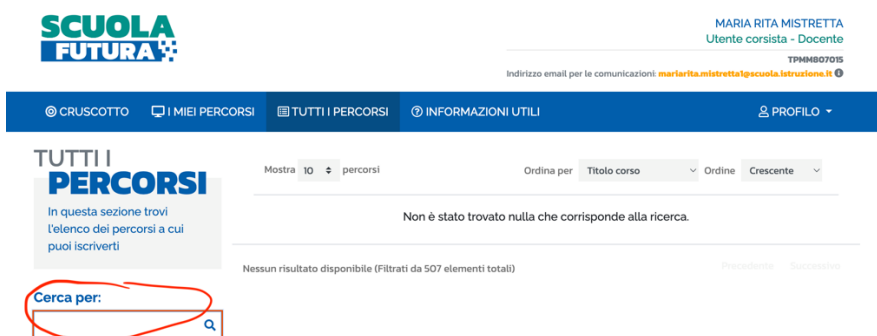 SCUOLA
FUTURA
MARIA RITA MISTRETTA
Utente corsista - Docente
TPMM807015
Indirizzo email per le comunicazioni: mariarita.mistretta1@scuola.istruzione.it
CRUSCOTTO I MIEI PERCORSI TUTTI I PERCORSI INFORMAZIONI UTILI PROFILO
TUTTI I
PERCORSI
In questa sezione trovi
l'elenco dei percorsi a cui
puoi iscriverti
Mostra 10 percorsi Ordina per Titolo corso Ordine Crescente
Non è stato trovato nulla che corrisponde alla ricerca.
Nessun risultato disponibile (Filtrati da 507 elementi totali) Precedente Successivo
Cerca per: